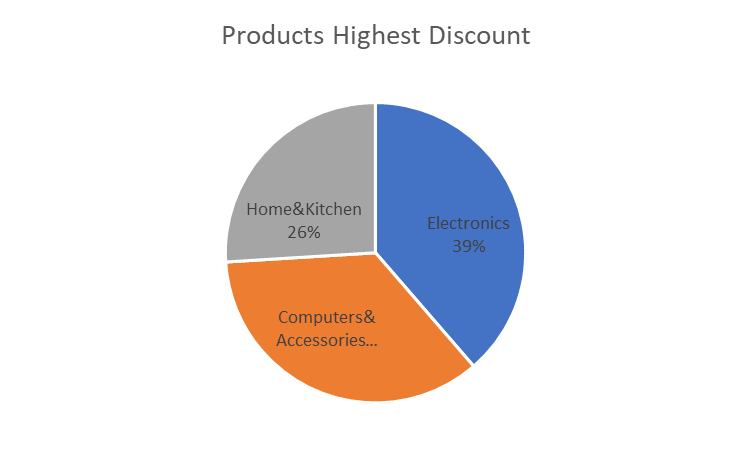 Products Highest Discount
Home&Kitchen
26%
Electronics
39%
Computers&
Accessories...